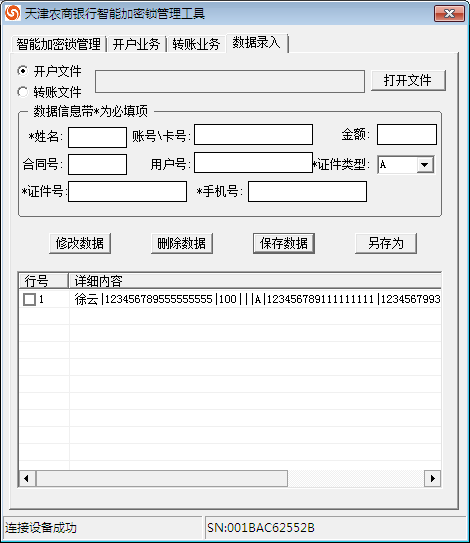 天津农商银行智能加密锁管理工具
智能加密锁管理 开户业务 转账业务 数据录入
开户文件
打开文件
转账文件
数据信息带*为必填项
*姓名: 账号\卡号: 金额:
合同号: 用户号: *证件类型: A
*证件号: *手机号:
修改数据 删除数据 保存数据 另存为
行号 详细内容
1 徐云|123456789555555555|100|||A|123456789111111111|1234567993
连接设备成功 SN:001BAC62552B